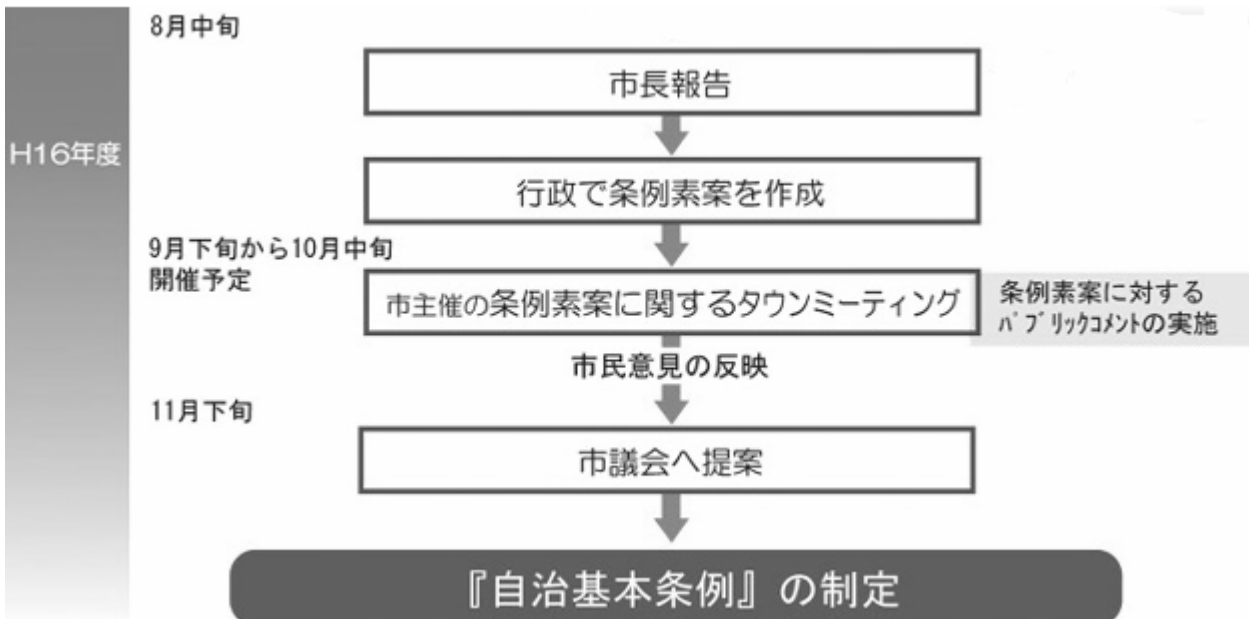 8月中旬
市長報告
H16年度
行政で条例素案を作成
9月下旬から10月中旬
開催予定
市主催の条例素案に関するタウンミーティング
条例素案に対する
ﾊﾟﾌﾞﾘｯｸｺﾒﾝﾄの実施
市民意見の反映
11月下旬
市議会へ提案
『自治基本条例』の制定